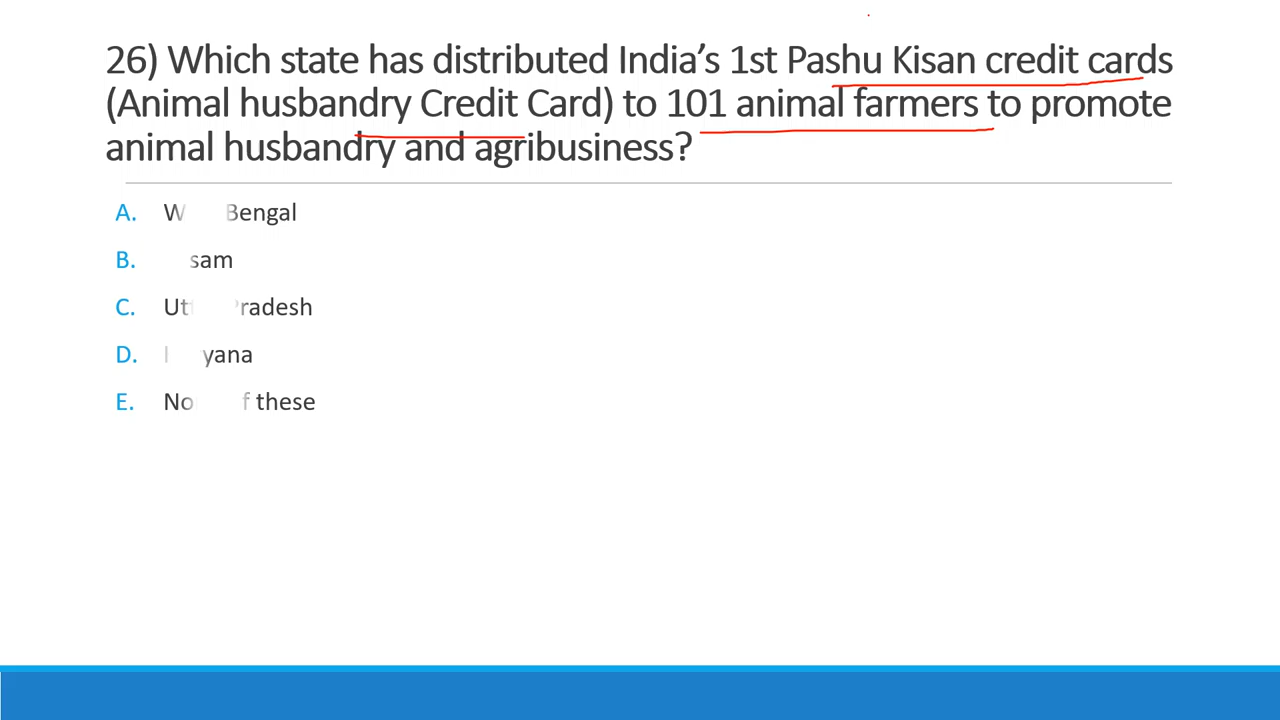 26) Which state has distributed India’s 1st Pashu Kisan credit cards
(Animal husbandry Credit Card) to 101 animal farmers to promote
animal husbandry and agribusiness?
A. W Bengal
B. sam
C. Ut Pradesh
D. yana
E. No f these